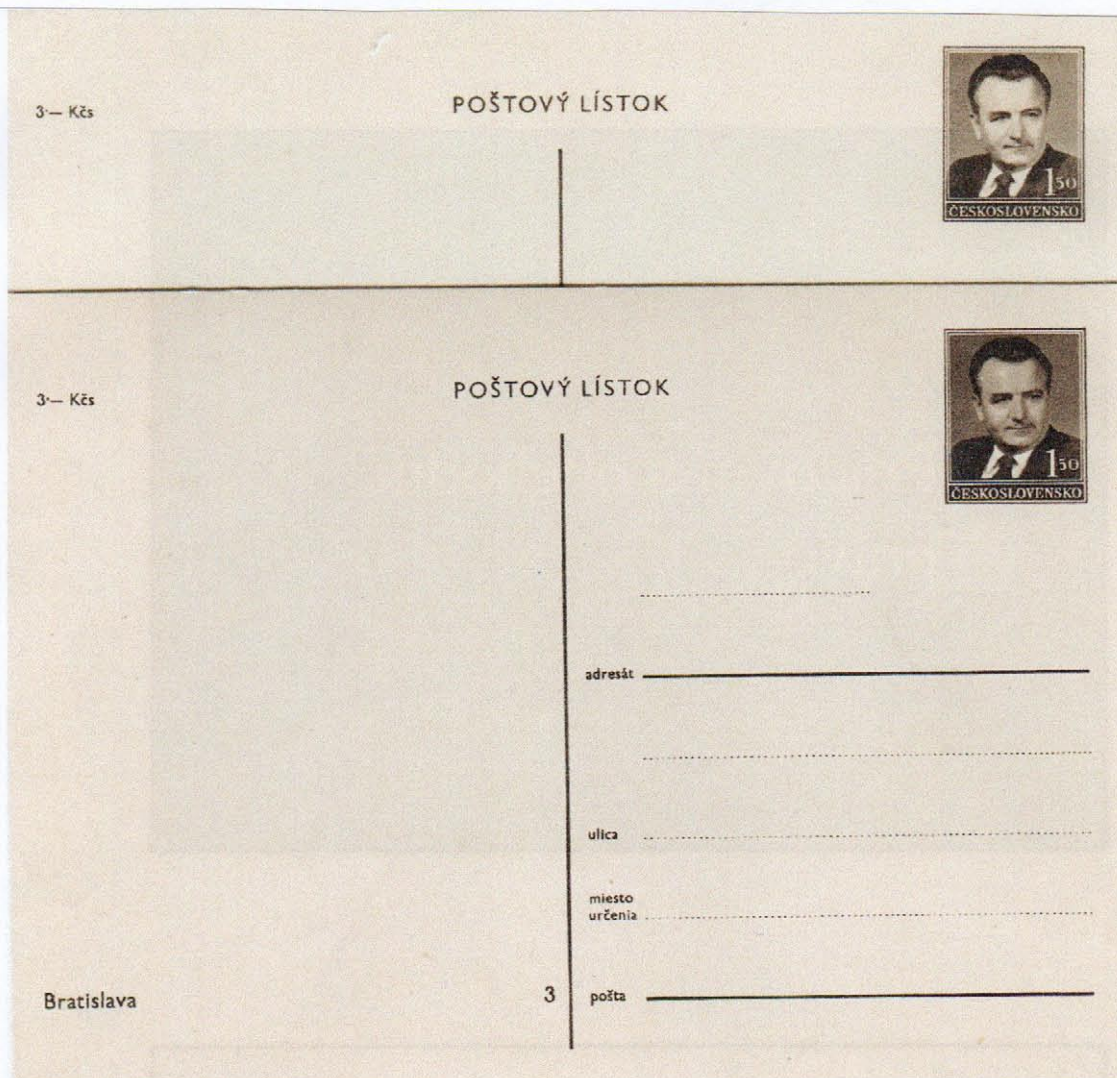 3·— Kčs
POŠTOVÝ LÍSTOK
1 50
ČESKOSLOVENSKO
3·— Kčs
POŠTOVÝ LÍSTOK
1 50
ČESKOSLOVENSKO
adresát
ulica
miesto
určenia
Bratislava
3
pošta